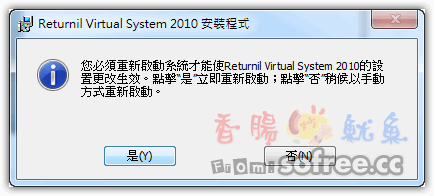 Returnil Virtual System 2010 安裝程式
您必須重新啟動系統才能使Returnil Virtual System 2010的設
置更改生效。點擊“是”立即重新啟動；點擊“否”稍候以手動
方式重新啟動。
香腸 魷魚
是(Y)
否(N)
From:sofree.cc